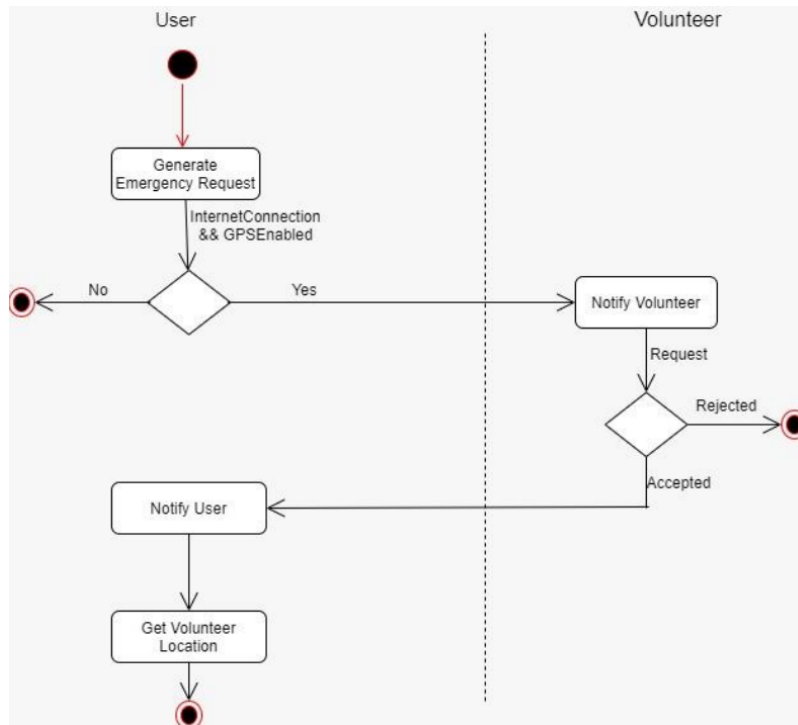 User
Volunteer
Generate
Emergency Request
InternetConnection
&& GPSEnabled
No
Yes
Notify Volunteer
Request
Rejected
Accepted
Notify User
Get Volunteer
Location